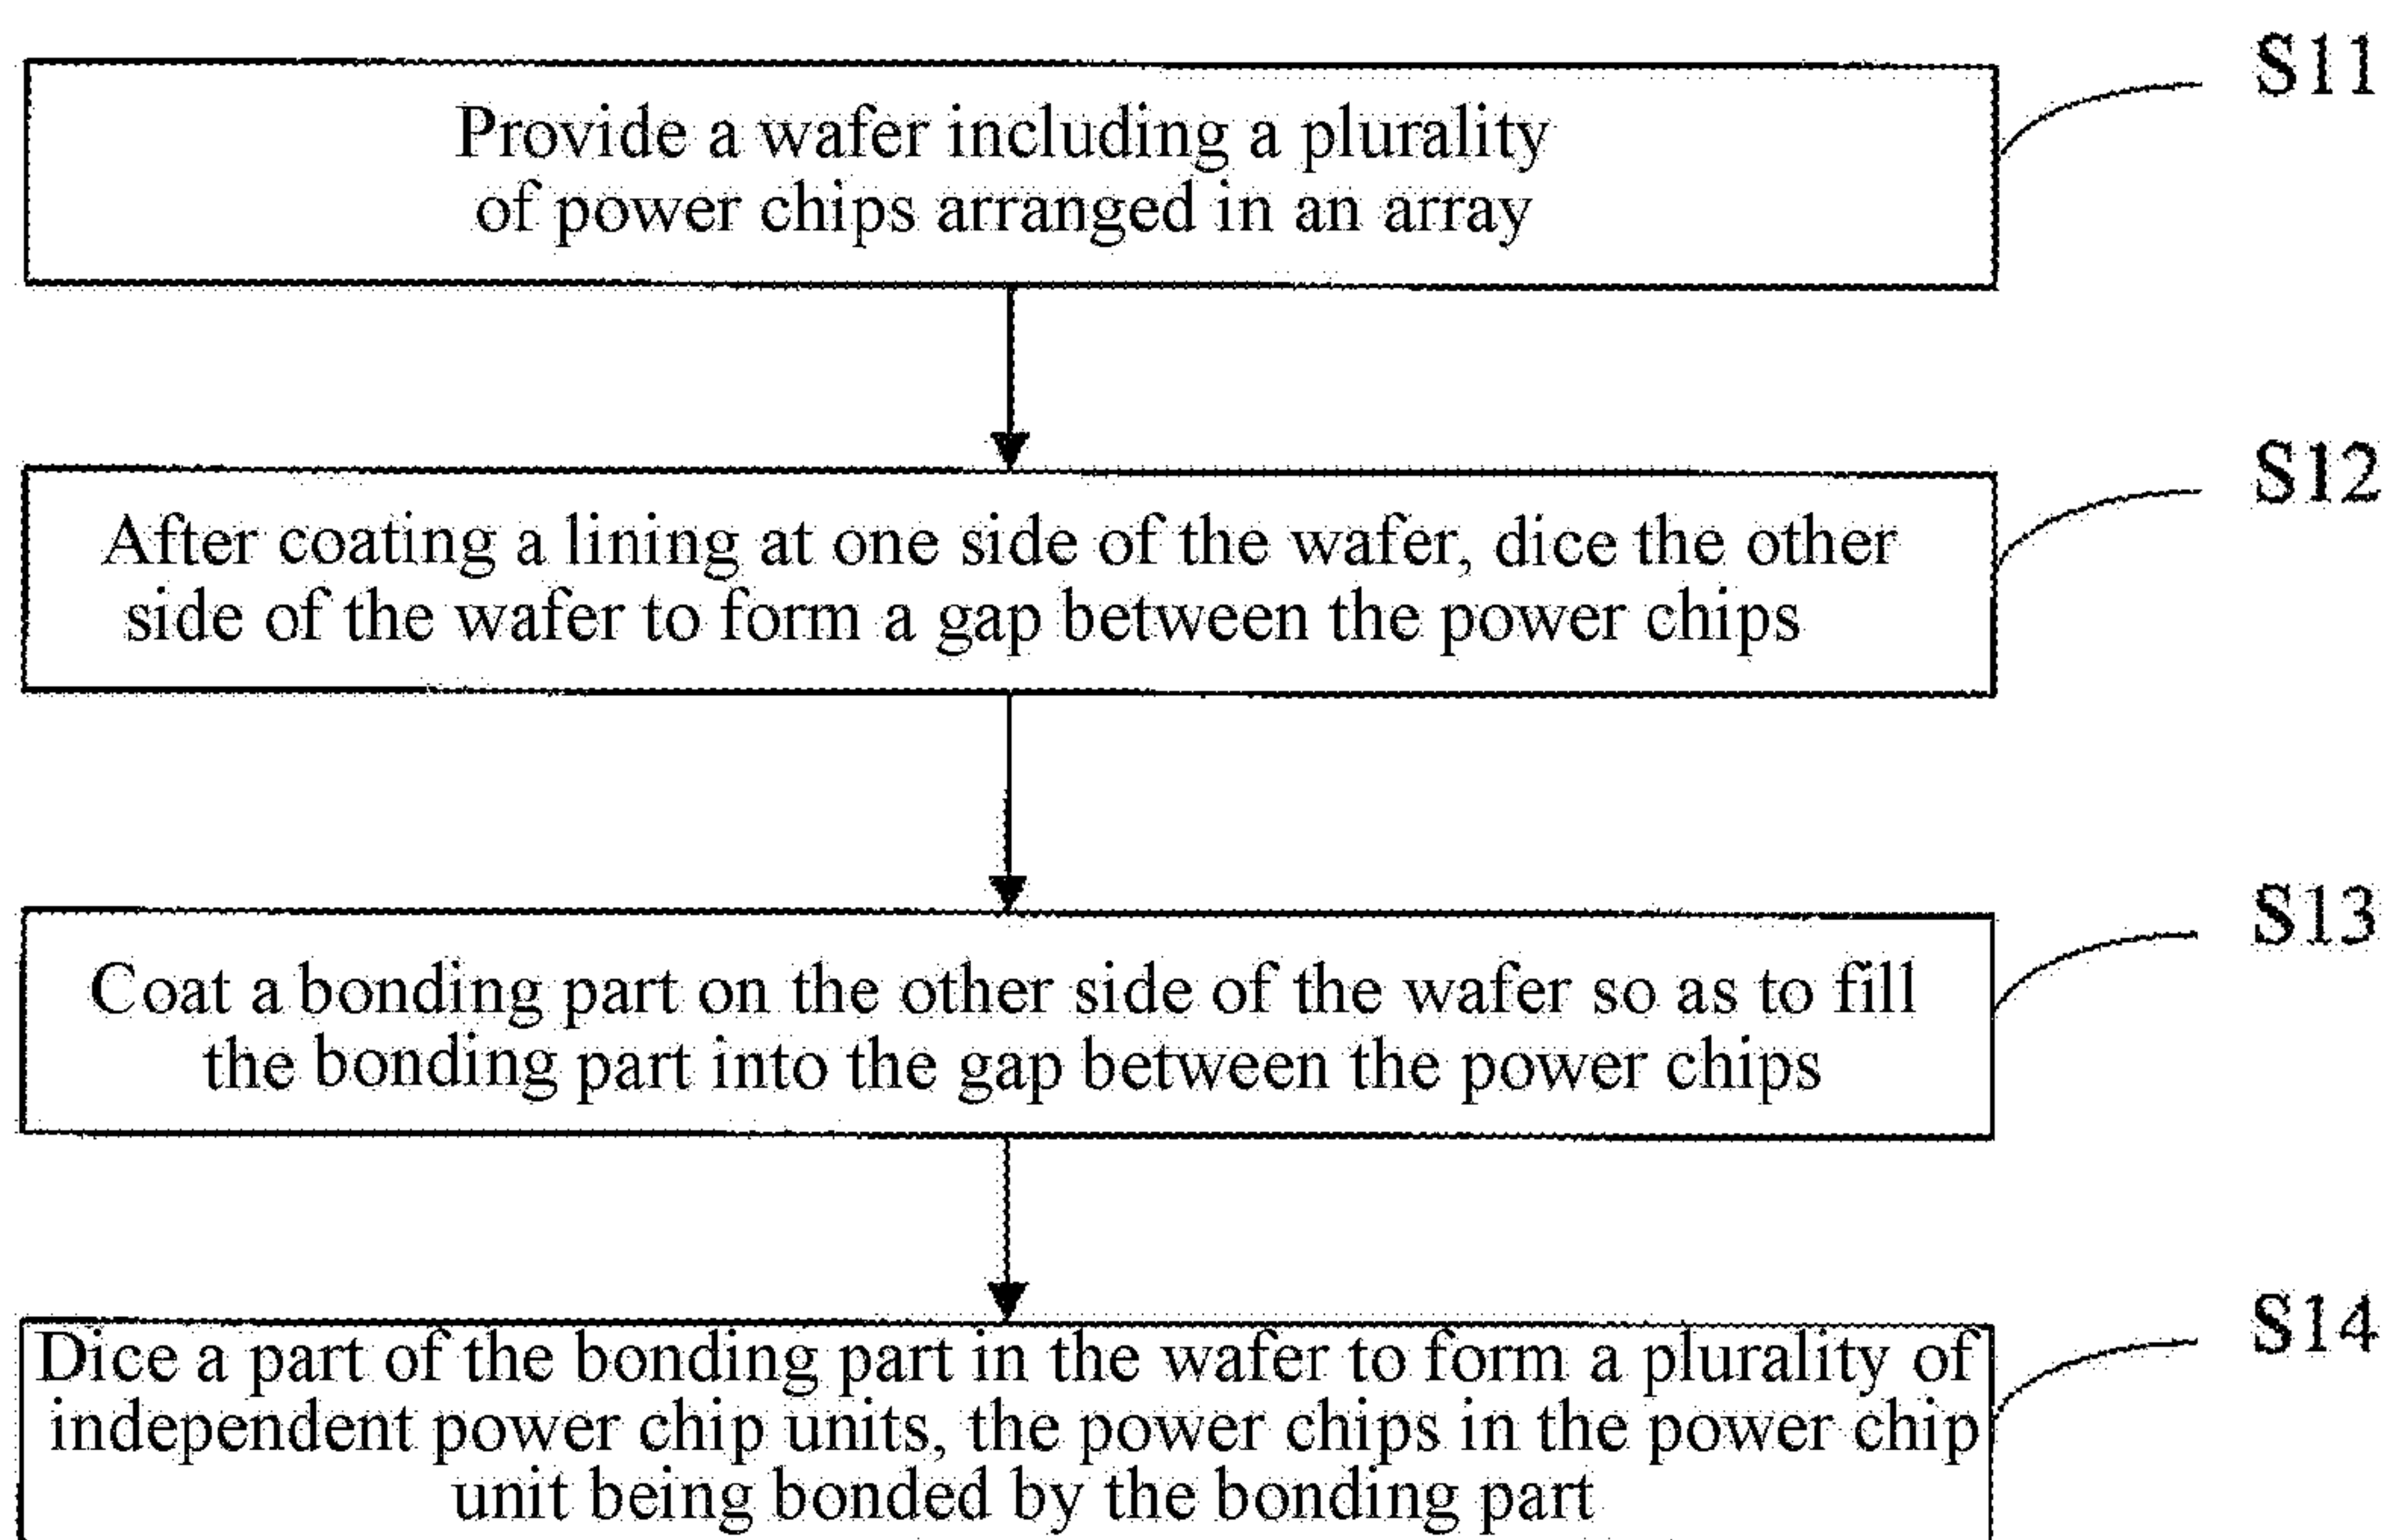 S11
Provide a wafer including a plurality
of power chips arranged in an array
S12
After coating a lining at one side of the wafer, dice the other
side of the wafer to form a gap between the power chips
S13
Coat a bonding part on the other side of the wafer so as to fill
the bonding part into the gap between the power chips
S14
Dice a part of the bonding part in the wafer to form a plurality of
independent power chip units, the power chips in the power chip
unit being bonded by the bonding part